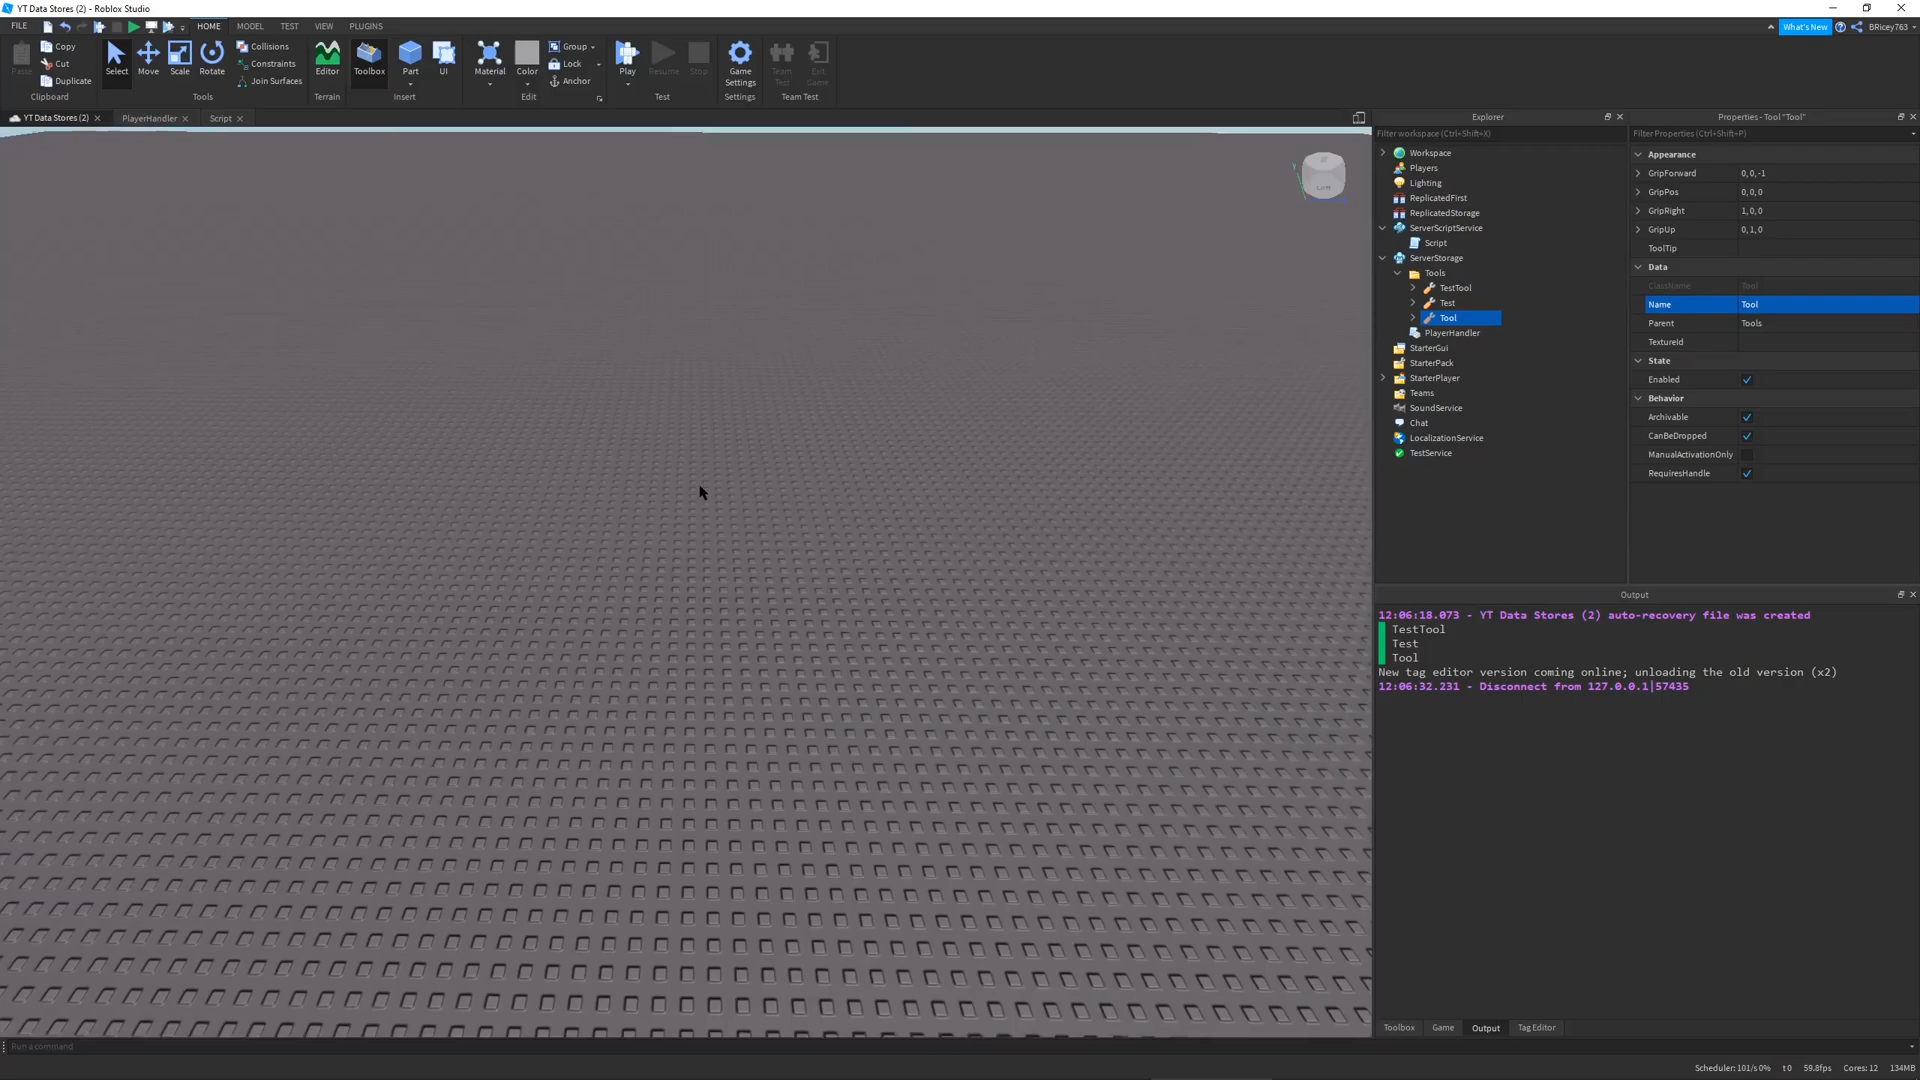 YT Data Stores (2) - Roblox Studio
FILE HOME MODEL TEST VIEW PLUGINS What's New BRicey763
Paste Copy Cut Duplicate Clipboard
Select Move Scale Rotate Collisions Constraints Join Surfaces Tools
Editor Terrain
Toolbox Part UI Insert
Material Color Group Lock Anchor Edit
Play Resume Stop Test
Game Settings Settings
Team Test Exit Game Team Test
YT Data Stores (2) PlayerHandler Script
Left
Explorer
Filter workspace (Ctrl+Shift+X)
Workspace
Players
Lighting
ReplicatedFirst
ReplicatedStorage
ServerScriptService
Script
ServerStorage
Tools
TestTool
Test
Tool
PlayerHandler
StarterGui
StarterPack
StarterPlayer
Teams
SoundService
Chat
LocalizationService
TestService
Properties - Tool "Tool"
Filter Properties (Ctrl+Shift+P)
Appearance
GripForward 0, 0, -1
GripPos 0, 0, 0
GripRight 1, 0, 0
GripUp 0, 1, 0
ToolTip
Data
ClassName Tool
Name Tool
Parent Tools
TextureId
State
Enabled
Behavior
Archivable
CanBeDropped
ManualActivationOnly
RequiresHandle
Output
12:06:18.073 - YT Data Stores (2) auto-recovery file was created
TestTool
Test
Tool
New tag editor version coming online; unloading the old version (x2)
12:06:32.231 - Disconnect from 127.0.0.1|57435
Toolbox Game Output Tag Editor
Run a command
Scheduler: 101/s 0% t 0 59.8fps Cores: 12 134MB